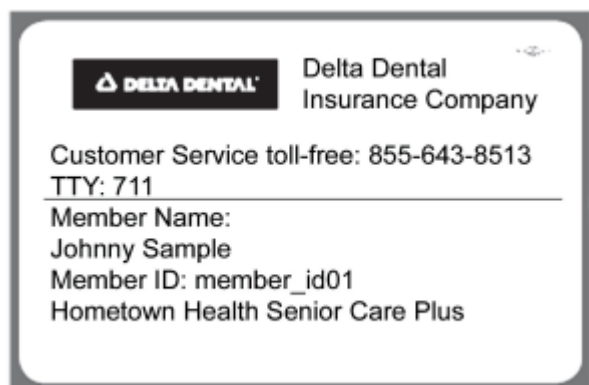 DELTA DENTAL
Delta Dental
Insurance Company
Customer Service toll-free: 855-643-8513
TTY: 711
Member Name:
Johnny Sample
Member ID: member_id01
Hometown Health Senior Care Plus